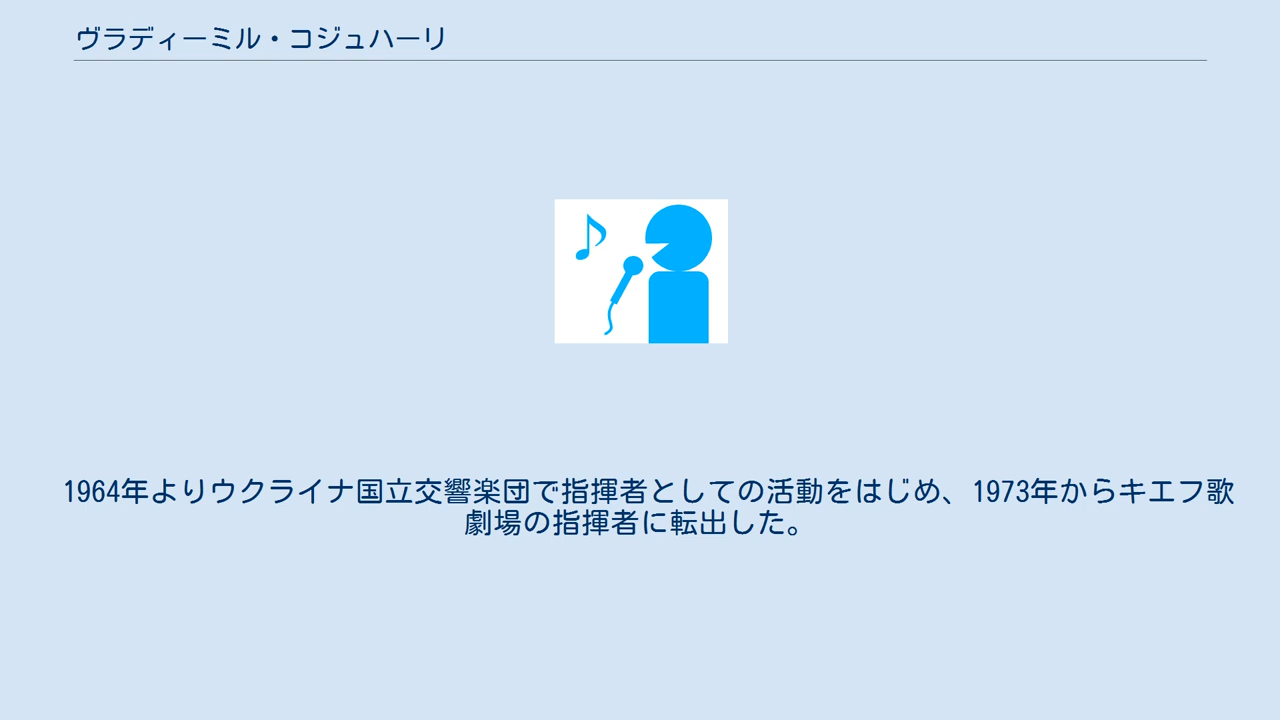 ヴラディーミル・コジュハーリ
1964年よりウクライナ国立交響楽団で指揮者としての活動をはじめ、1973年からキエフ歌
劇場の指揮者に転出した。